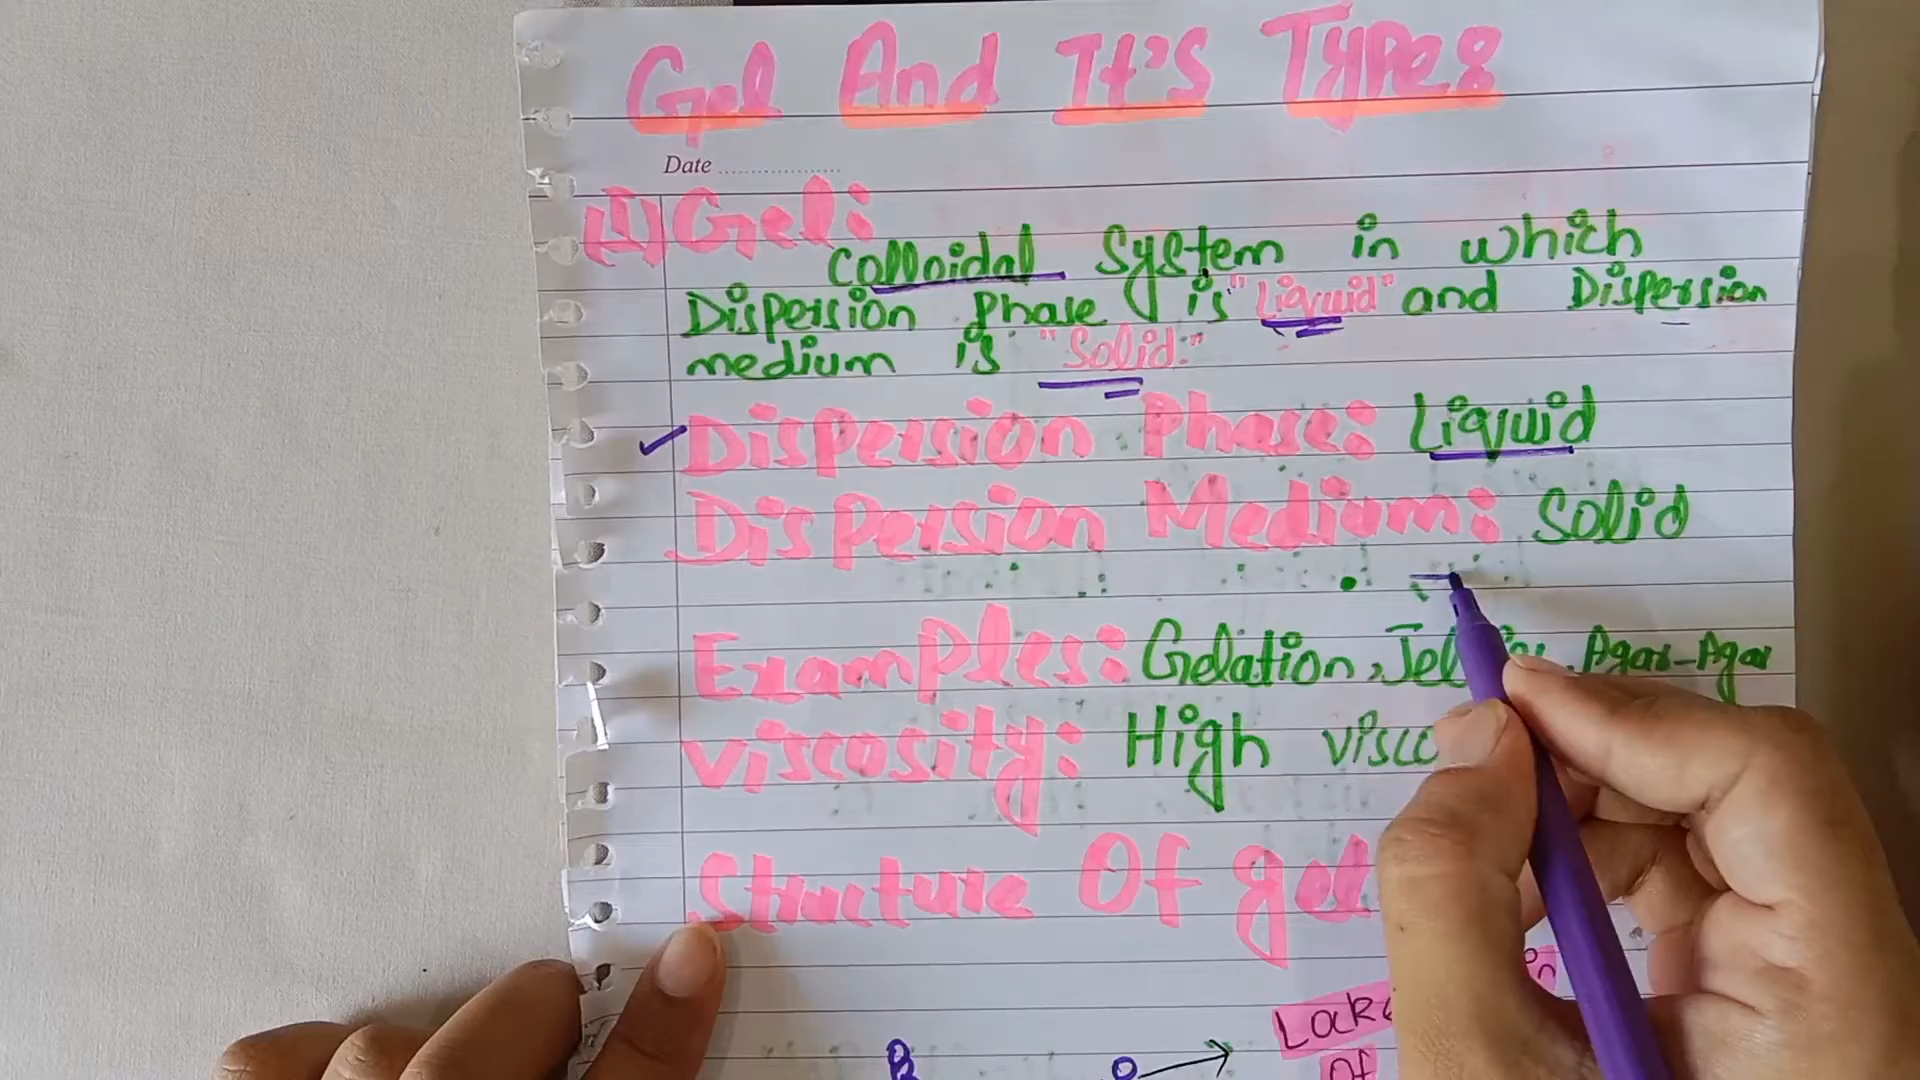 Gel And It's Types
Date ....................
(1) Gel:
Colloidal System in which
Dispersion Phase is "Liquid" and Dispersion
medium is "Solid."
Dispersion Phase: Liquid
Dispersion Medium: Solid
Examples: Gelation, Agar-Agar
Viscosity: High
Structure Of gel
Of